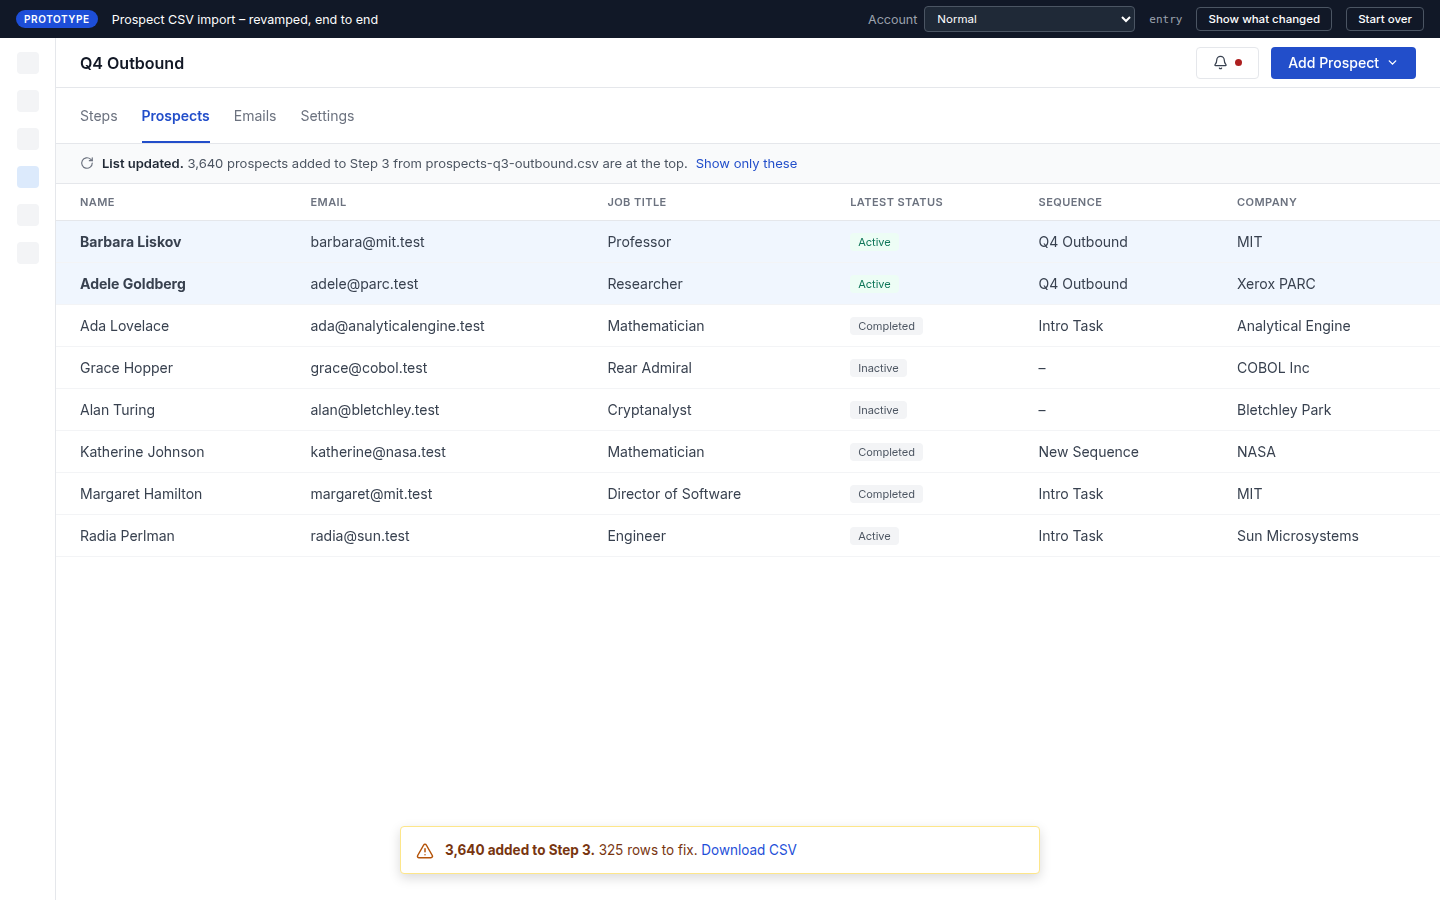 PROTOTYPE Prospect CSV import – revamped, end to end Account Normal entry Show what changed Start over
Q4 Outbound Add Prospect
Steps Prospects Emails Settings
List updated. 3,640 prospects added to Step 3 from prospects-q3-outbound.csv are at the top. Show only these
NAME EMAIL JOB TITLE LATEST STATUS SEQUENCE COMPANY
Barbara Liskov barbara@mit.test Professor Active Q4 Outbound MIT
Adele Goldberg adele@parc.test Researcher Active Q4 Outbound Xerox PARC
Ada Lovelace ada@analyticalengine.test Mathematician Completed Intro Task Analytical Engine
Grace Hopper grace@cobol.test Rear Admiral Inactive – COBOL Inc
Alan Turing alan@bletchley.test Cryptanalyst Inactive – Bletchley Park
Katherine Johnson katherine@nasa.test Mathematician Completed New Sequence NASA
Margaret Hamilton margaret@mit.test Director of Software Completed Intro Task MIT
Radia Perlman radia@sun.test Engineer Active Intro Task Sun Microsystems
3,640 added to Step 3. 325 rows to fix. Download CSV